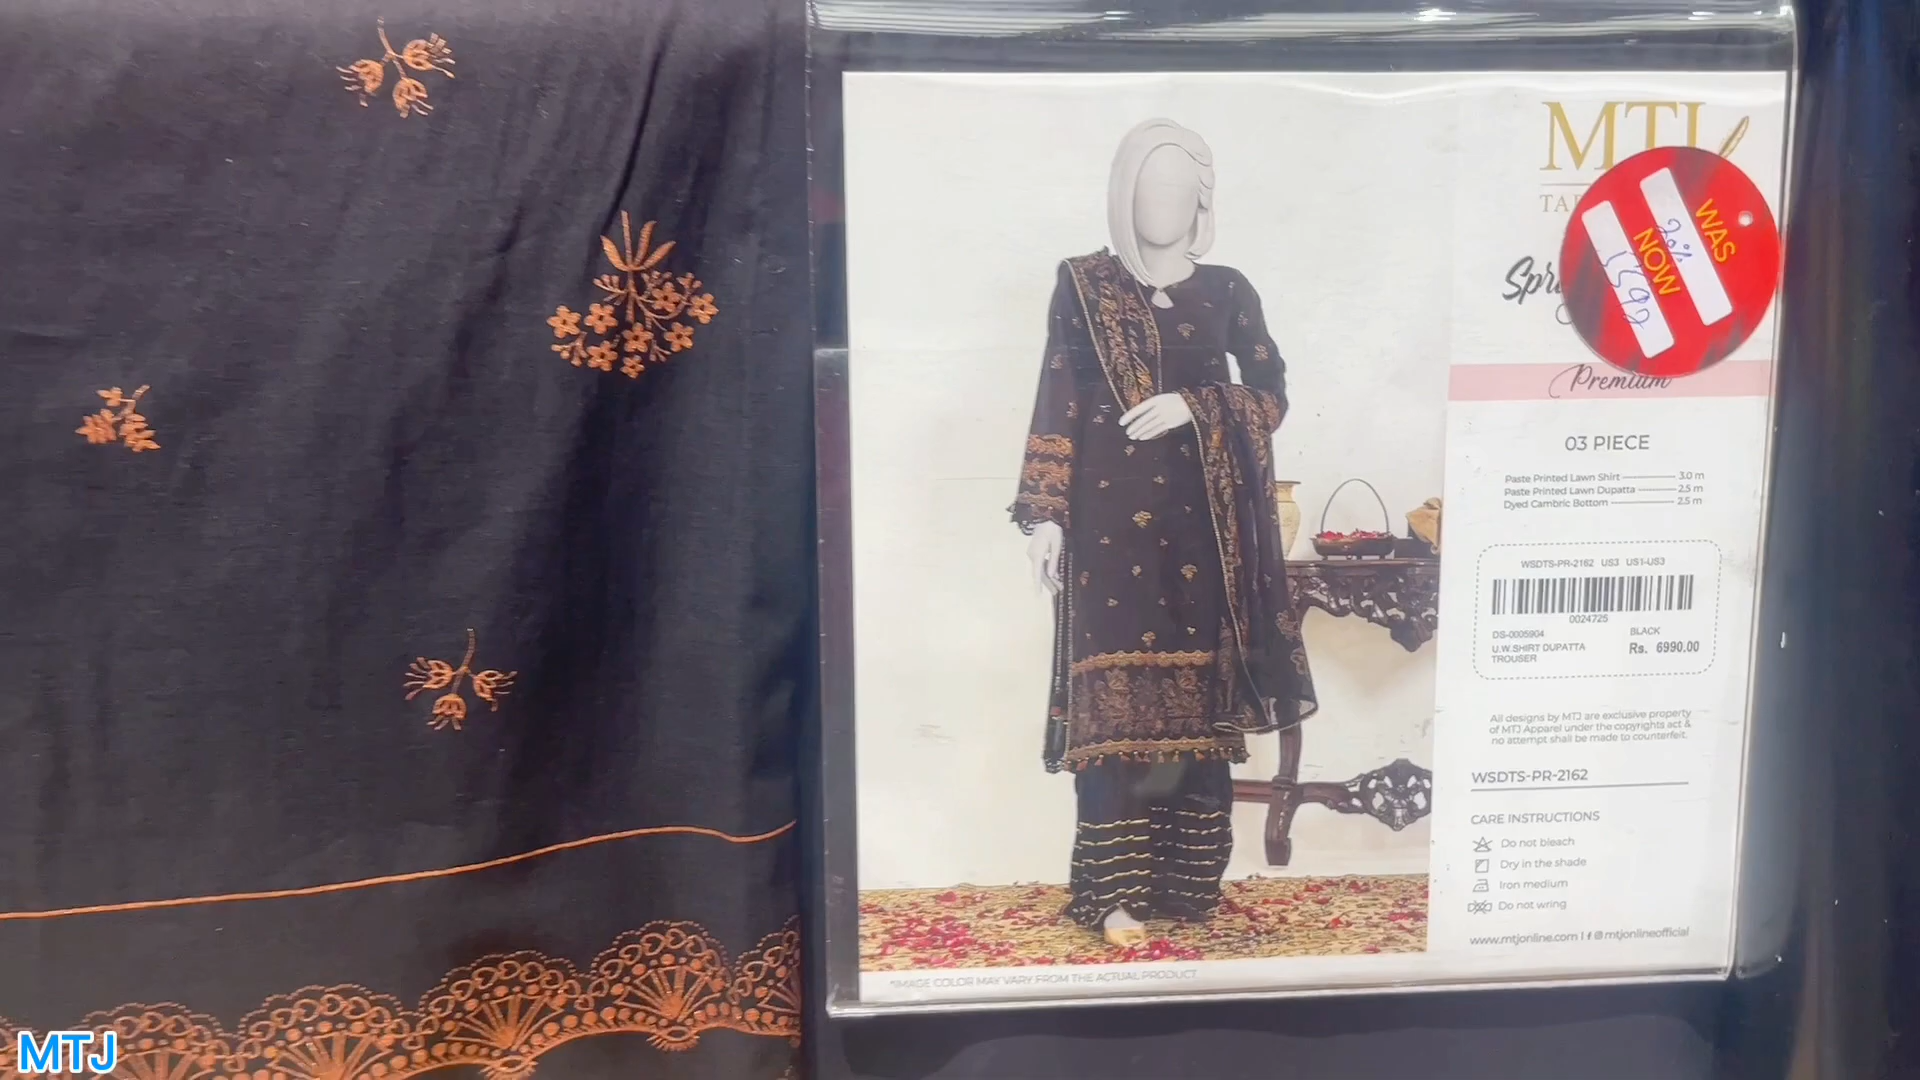 MTJ
TA
Spri
WAS
NOW
Premium
03 PIECE
Paste Printed Lawn Shirt 3.0 m
Paste Printed Lawn Dupatta 2.5 m
Dyed Cambric Bottom 2.5 m
WSDTS-PR-2162 US3 US1-US3
0024725
DS-0005904 BLACK
U.W.SHIRT DUPATTA Rs. 6990.00
TROUSER
All designs by MTJ are exclusive property
of MTJ Apparel under the copyrights act &
no attempt shall be made to counterfeit.
WSDTS-PR-2162
CARE INSTRUCTIONS
Do not bleach
Dry in the shade
Iron medium
Do not wring
www.mtjonline.com | mtjonlineofficial
*IMAGE COLOR MAY VARY FROM THE ACTUAL PRODUCT
MTJ